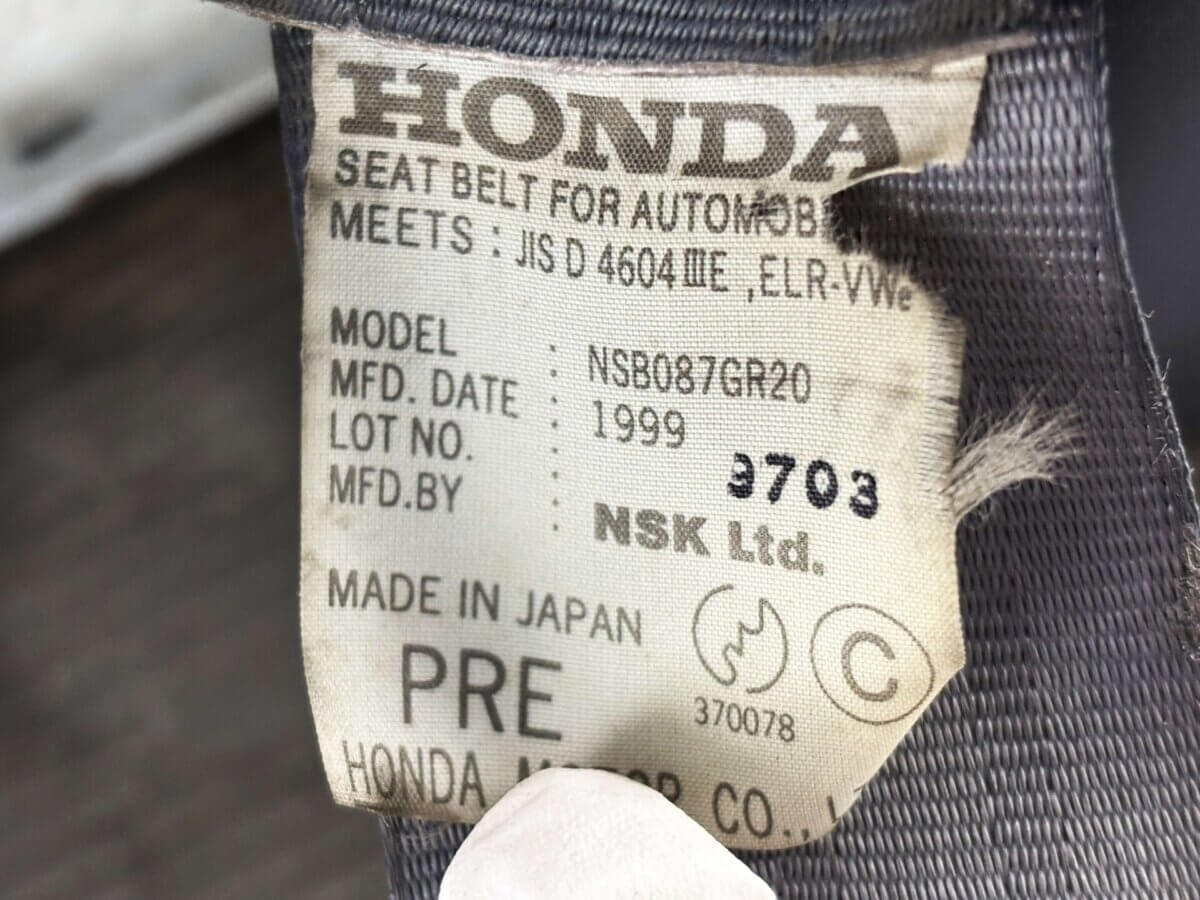 HONDA
SEAT BELT FOR AUTOMOBI
MEETS : JIS D 4604 IIIE ,ELR-VWe
MODEL : NSB087GR20
MFD. DATE : 1999
LOT NO. : 3703
MFD.BY : NSK Ltd.
MADE IN JAPAN
C
PRE
370078
HONDA MOTOR CO.,